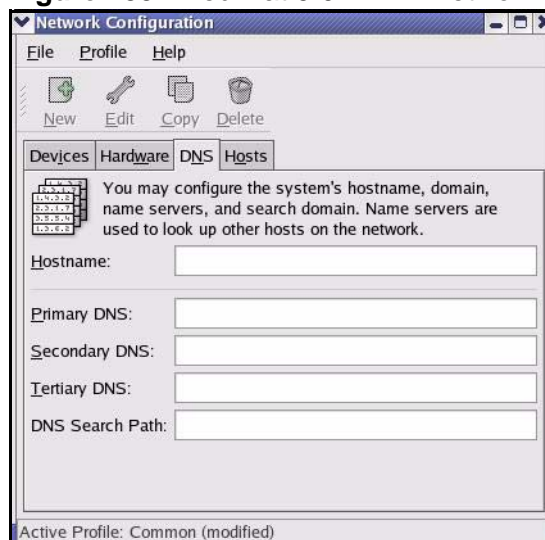 Network Configuration
File Profile Help
New Edit Copy Delete
Devices Hardware DNS Hosts
You may configure the system's hostname, domain,
name servers, and search domain. Name servers are
used to look up other hosts on the network.
Hostname:
Primary DNS:
Secondary DNS:
Tertiary DNS:
DNS Search Path:
Active Profile: Common (modified)